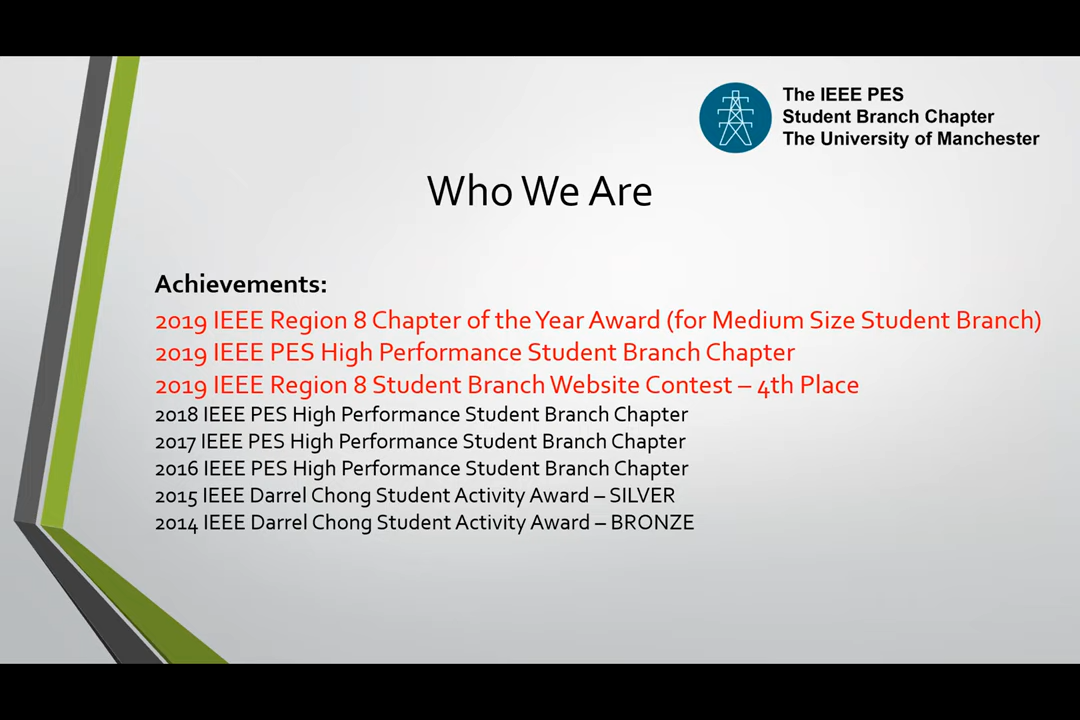 The IEEE PES
Student Branch Chapter
The University of Manchester
Who We Are
Achievements:
2019 IEEE Region 8 Chapter of the Year Award (for Medium Size Student Branch)
2019 IEEE PES High Performance Student Branch Chapter
2019 IEEE Region 8 Student Branch Website Contest – 4th Place
2018 IEEE PES High Performance Student Branch Chapter
2017 IEEE PES High Performance Student Branch Chapter
2016 IEEE PES High Performance Student Branch Chapter
2015 IEEE Darrel Chong Student Activity Award – SILVER
2014 IEEE Darrel Chong Student Activity Award – BRONZE